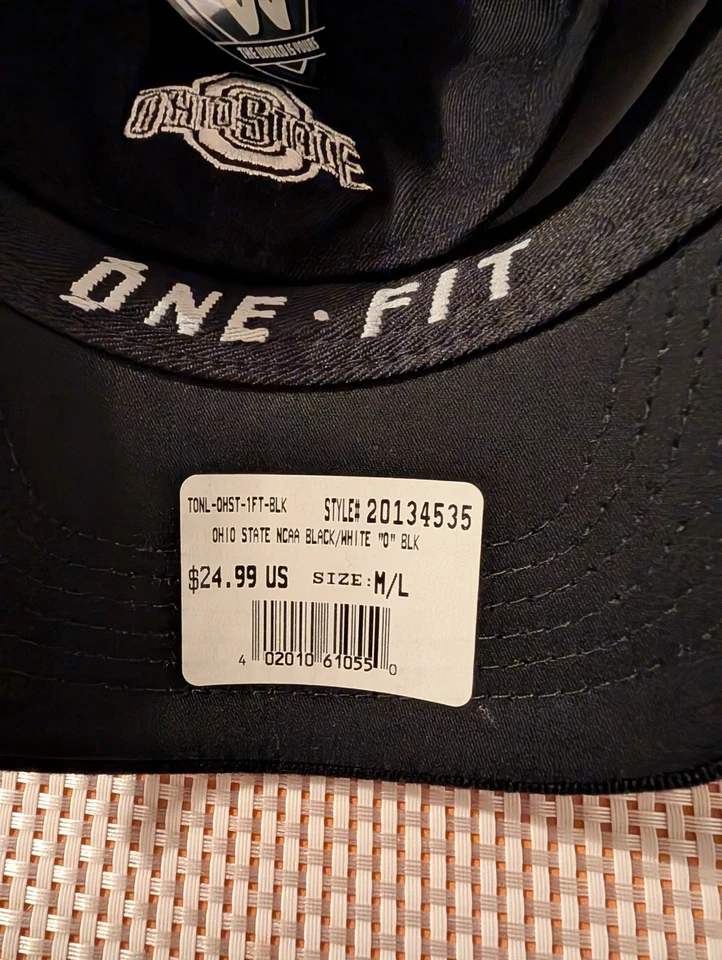 THE WORLD IS YOURS
OHIO STATE
ONE · FIT
TONL-OHST-1FT-BLK STYLE# 20134535
OHIO STATE NCAA BLACK/WHITE "O" BLK
$24.99 US SIZE:M/L
4 02010 61055 0